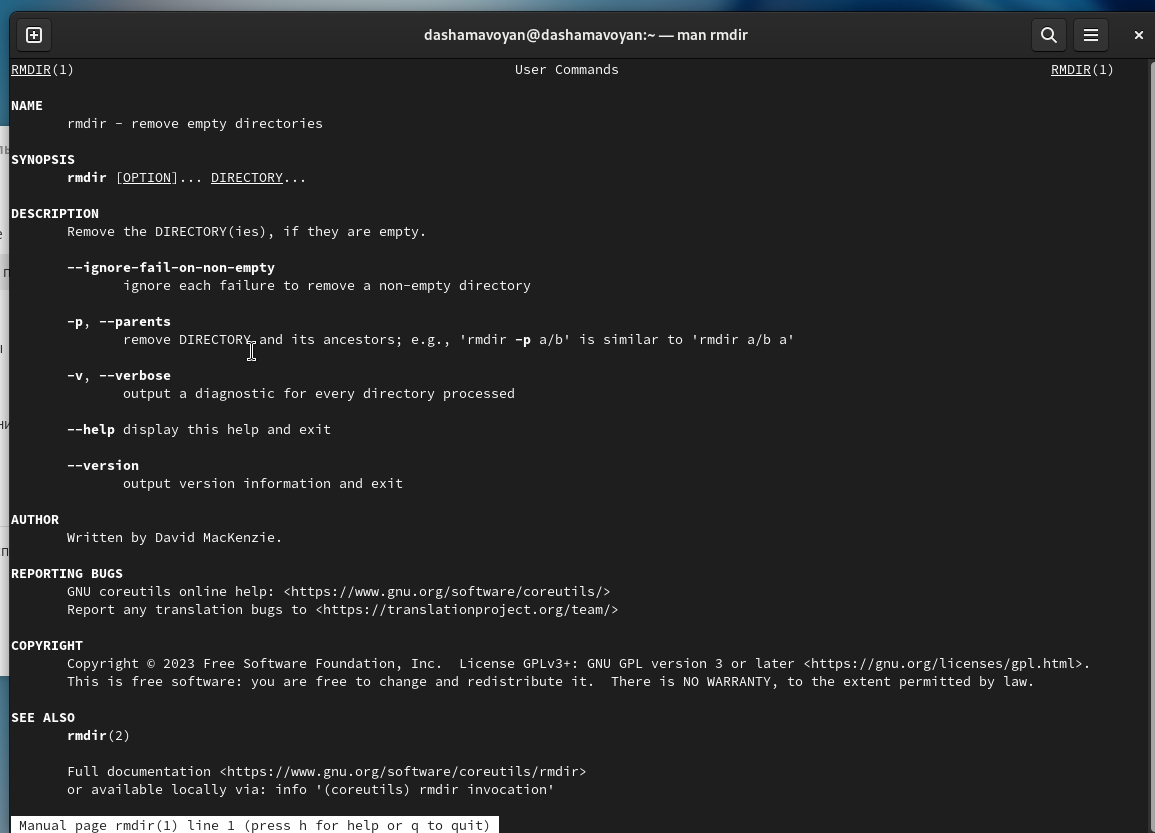 dashamavoyan@dashamavoyan:~ — man rmdir
RMDIR(1) User Commands RMDIR(1)
NAME
rmdir - remove empty directories
SYNOPSIS
rmdir [OPTION]... DIRECTORY...
DESCRIPTION
Remove the DIRECTORY(ies), if they are empty.
--ignore-fail-on-non-empty
ignore each failure to remove a non-empty directory
-p, --parents
remove DIRECTORY and its ancestors; e.g., 'rmdir -p a/b' is similar to 'rmdir a/b a'
-v, --verbose
output a diagnostic for every directory processed
--help display this help and exit
--version
output version information and exit
AUTHOR
Written by David MacKenzie.
REPORTING BUGS
GNU coreutils online help: <https://www.gnu.org/software/coreutils/>
Report any translation bugs to <https://translationproject.org/team/>
COPYRIGHT
Copyright © 2023 Free Software Foundation, Inc. License GPLv3+: GNU GPL version 3 or later <https://gnu.org/licenses/gpl.html>.
This is free software: you are free to change and redistribute it. There is NO WARRANTY, to the extent permitted by law.
SEE ALSO
rmdir(2)
Full documentation <https://www.gnu.org/software/coreutils/rmdir>
or available locally via: info '(coreutils) rmdir invocation'
Manual page rmdir(1) line 1 (press h for help or q to quit)